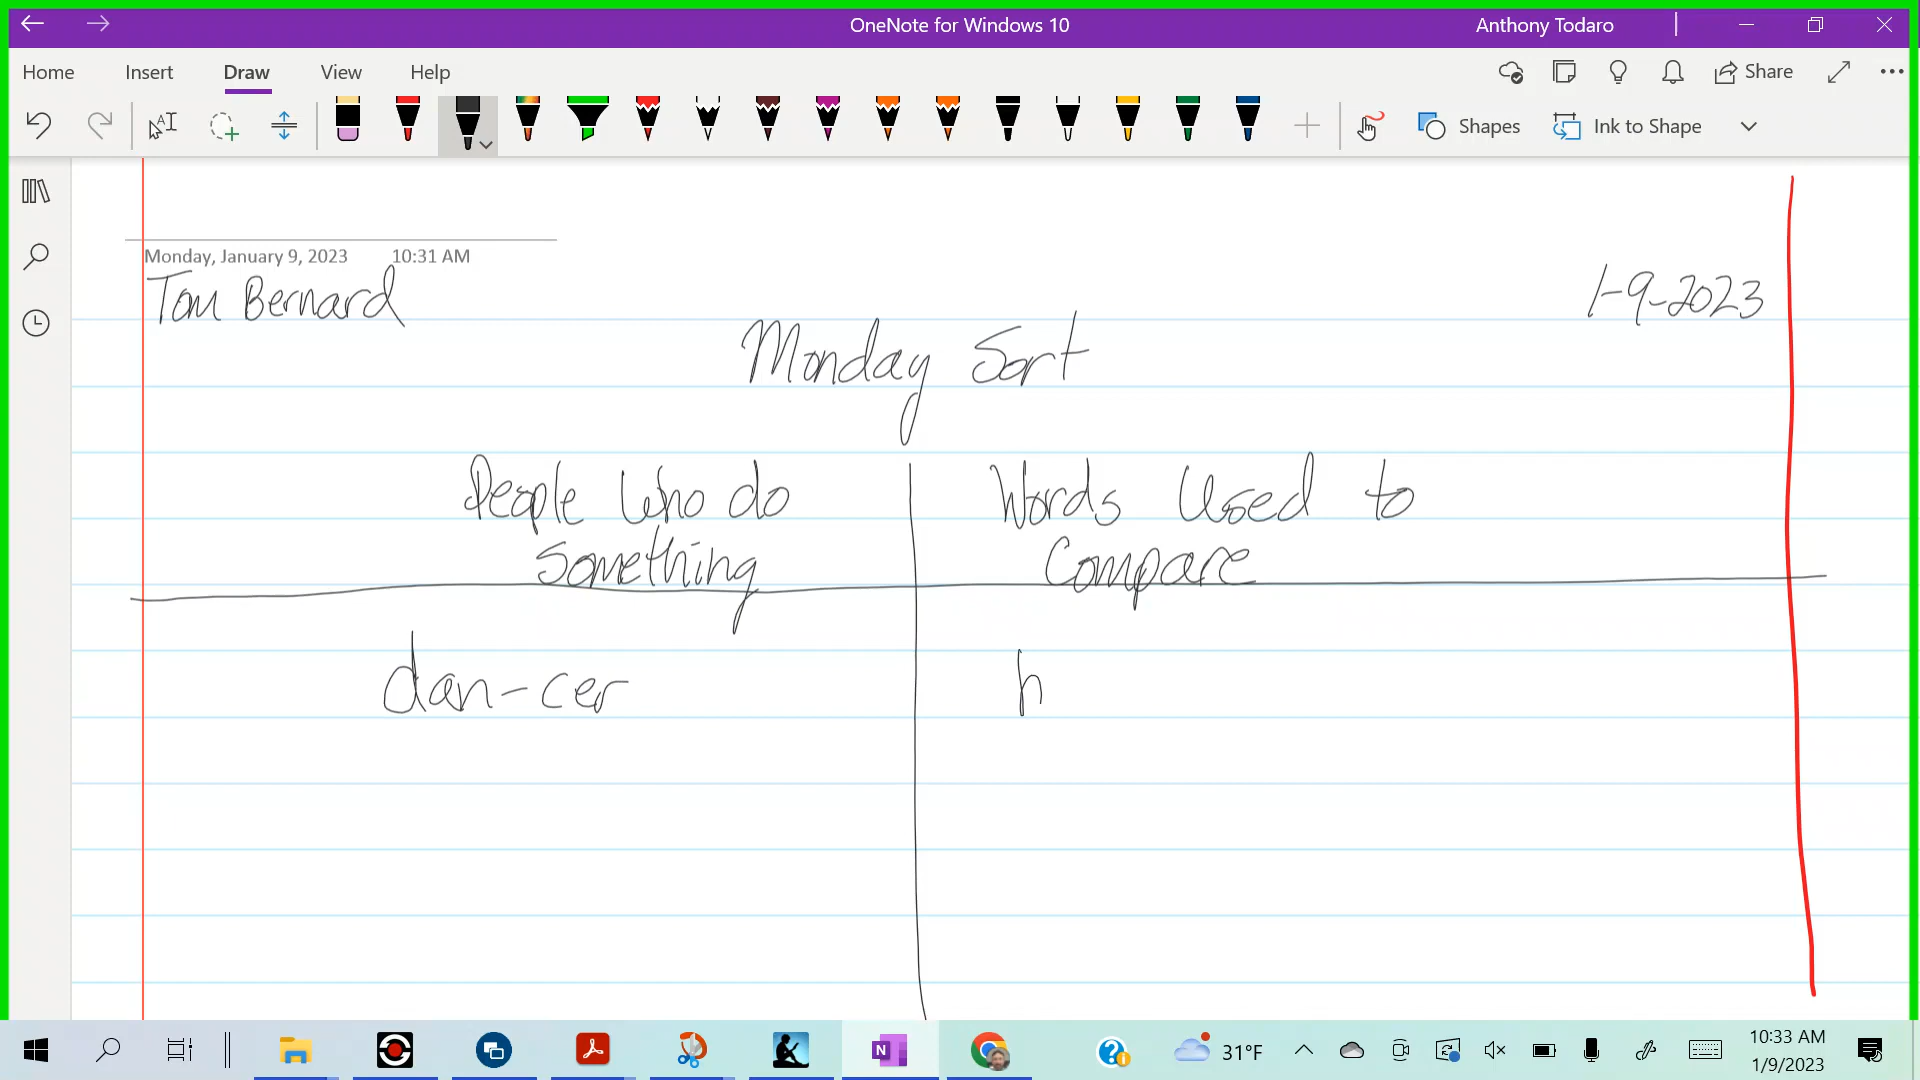 OneNote for Windows 10
Anthony Todaro
Home Insert Draw View Help
Share
Shapes Ink to Shape
Monday, January 9, 2023 10:31 AM
Tom Bernard
1-9-2023
Monday Sort
People Who do
Something
Words Used to
Compare
dan-cer
h
31°F
10:33 AM
1/9/2023